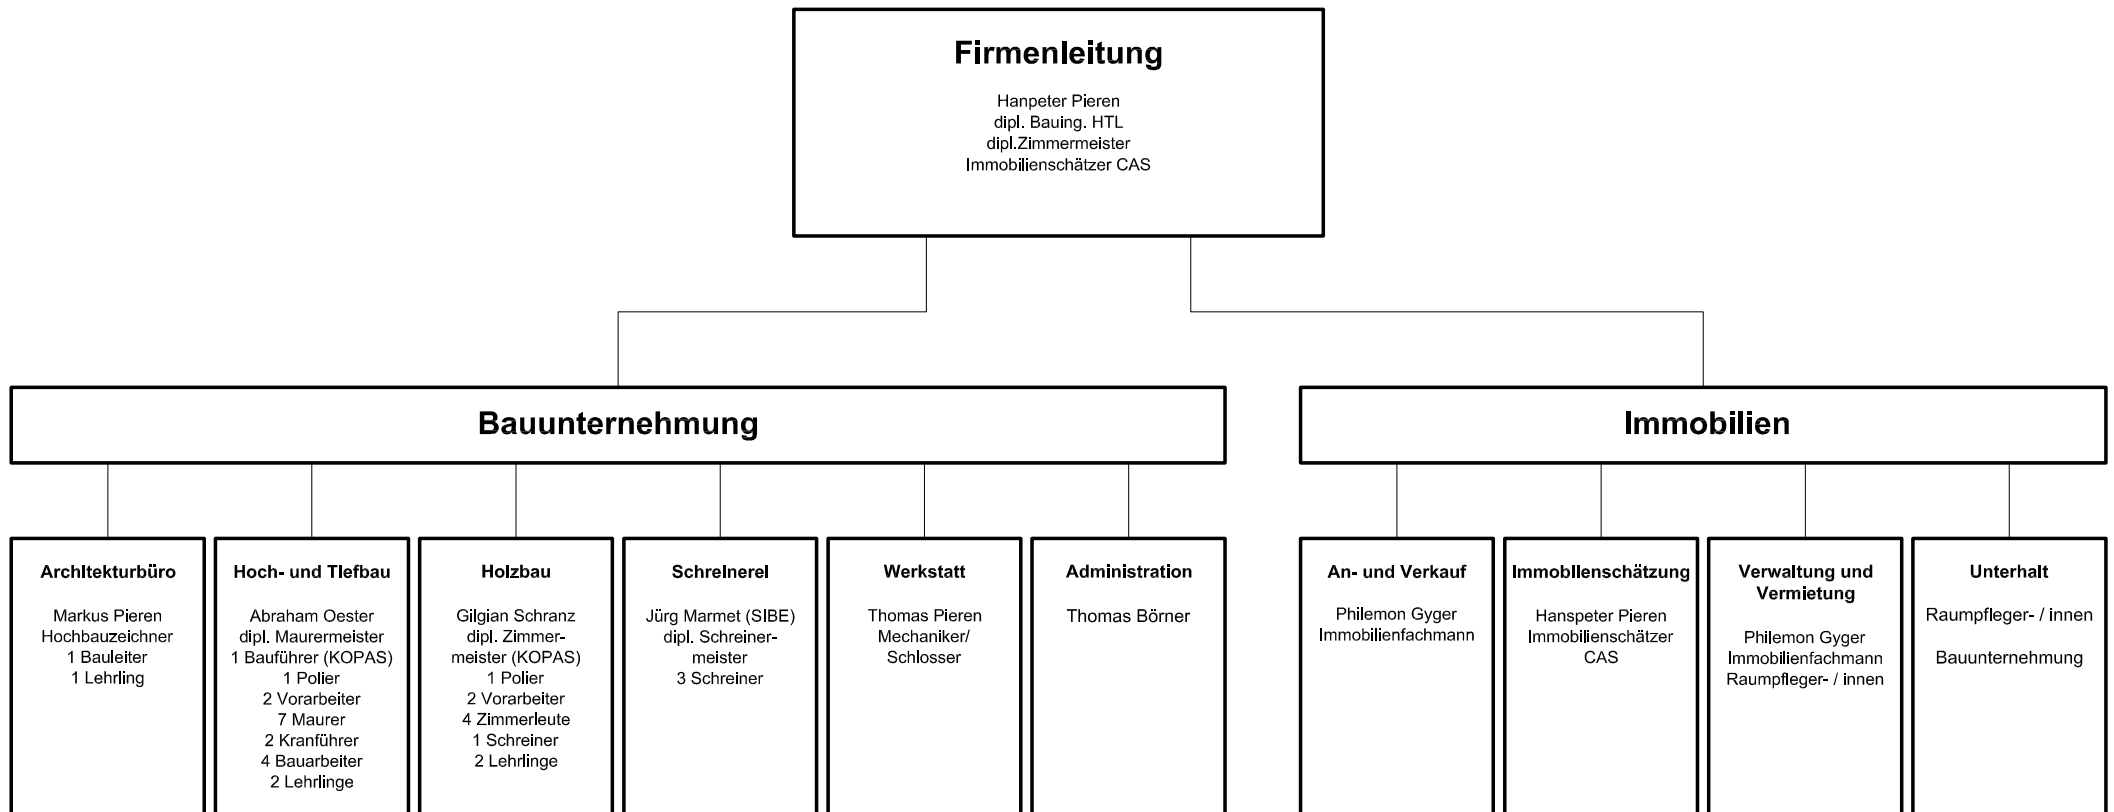 Firmenleitung
Hanpeter Pieren
dipl. Bauing. HTL
dipl.Zimmermeister
Immobilienschätzer CAS
Bauunternehmung
Immobilien
Architekturbüro
Markus Pieren
Hochbauzeichner
1 Bauleiter
1 Lehrling
Hoch- und Tiefbau
Abraham Oester
dipl. Maurermeister
1 Bauführer (KOPAS)
1 Polier
2 Vorarbeiter
7 Maurer
2 Kranführer
4 Bauarbeiter
2 Lehrlinge
Holzbau
Gilgian Schranz
dipl. Zimmer-
meister (KOPAS)
1 Polier
2 Vorarbeiter
4 Zimmerleute
1 Schreiner
2 Lehrlinge
Schreinerei
Jürg Marmet (SIBE)
dipl. Schreiner-
meister
3 Schreiner
Werkstatt
Thomas Pieren
Mechaniker/
Schlosser
Administration
Thomas Börner
An- und Verkauf
Philemon Gyger
Immobilienfachmann
Immobilienschätzung
Hanspeter Pieren
Immobilienschätzer
CAS
Verwaltung und
Vermietung
Philemon Gyger
Immobilienfachmann
Raumpfleger- / innen
Unterhalt
Raumpfleger- / innen
Bauunternehmung